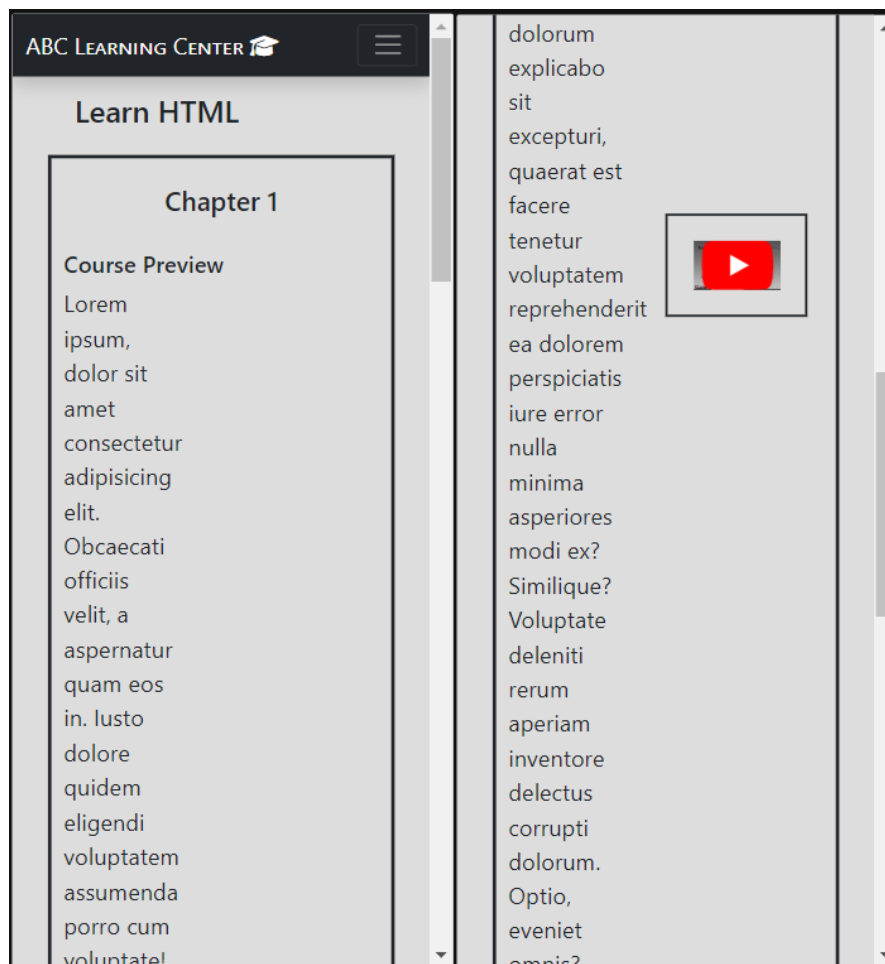 ABC Learning Center
Learn HTML
Chapter 1
Course Preview
Lorem
ipsum,
dolor sit
amet
consectetur
adipisicing
elit.
Obcaecati
officiis
velit, a
aspernatur
quam eos
in. Iusto
dolore
quidem
eligendi
voluptatem
assumenda
porro cum
voluptate!
dolorum
explicabo
sit
excepturi,
quaerat est
facere
tenetur
voluptatem
reprehenderit
ea dolorem
perspiciatis
iure error
nulla
minima
asperiores
modi ex?
Similique?
Voluptate
deleniti
rerum
aperiam
inventore
delectus
corrupti
dolorum.
Optio,
eveniet
omnis?